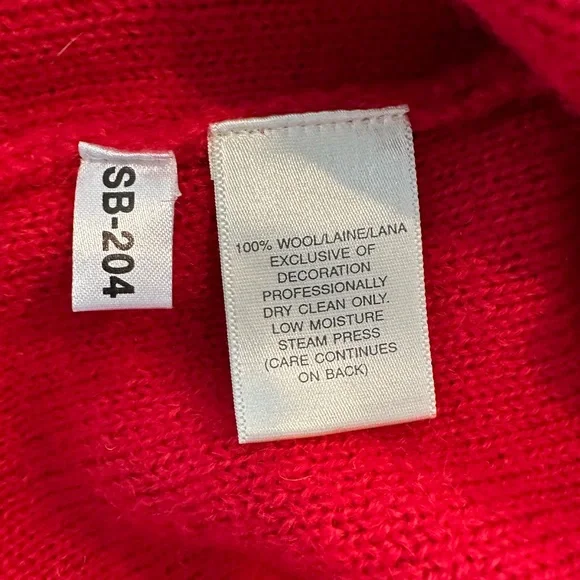 SB-204
100% WOOL/LAINE/LANA
EXCLUSIVE OF
DECORATION
PROFESSIONALLY
DRY CLEAN ONLY.
LOW MOISTURE
STEAM PRESS
(CARE CONTINUES
ON BACK)